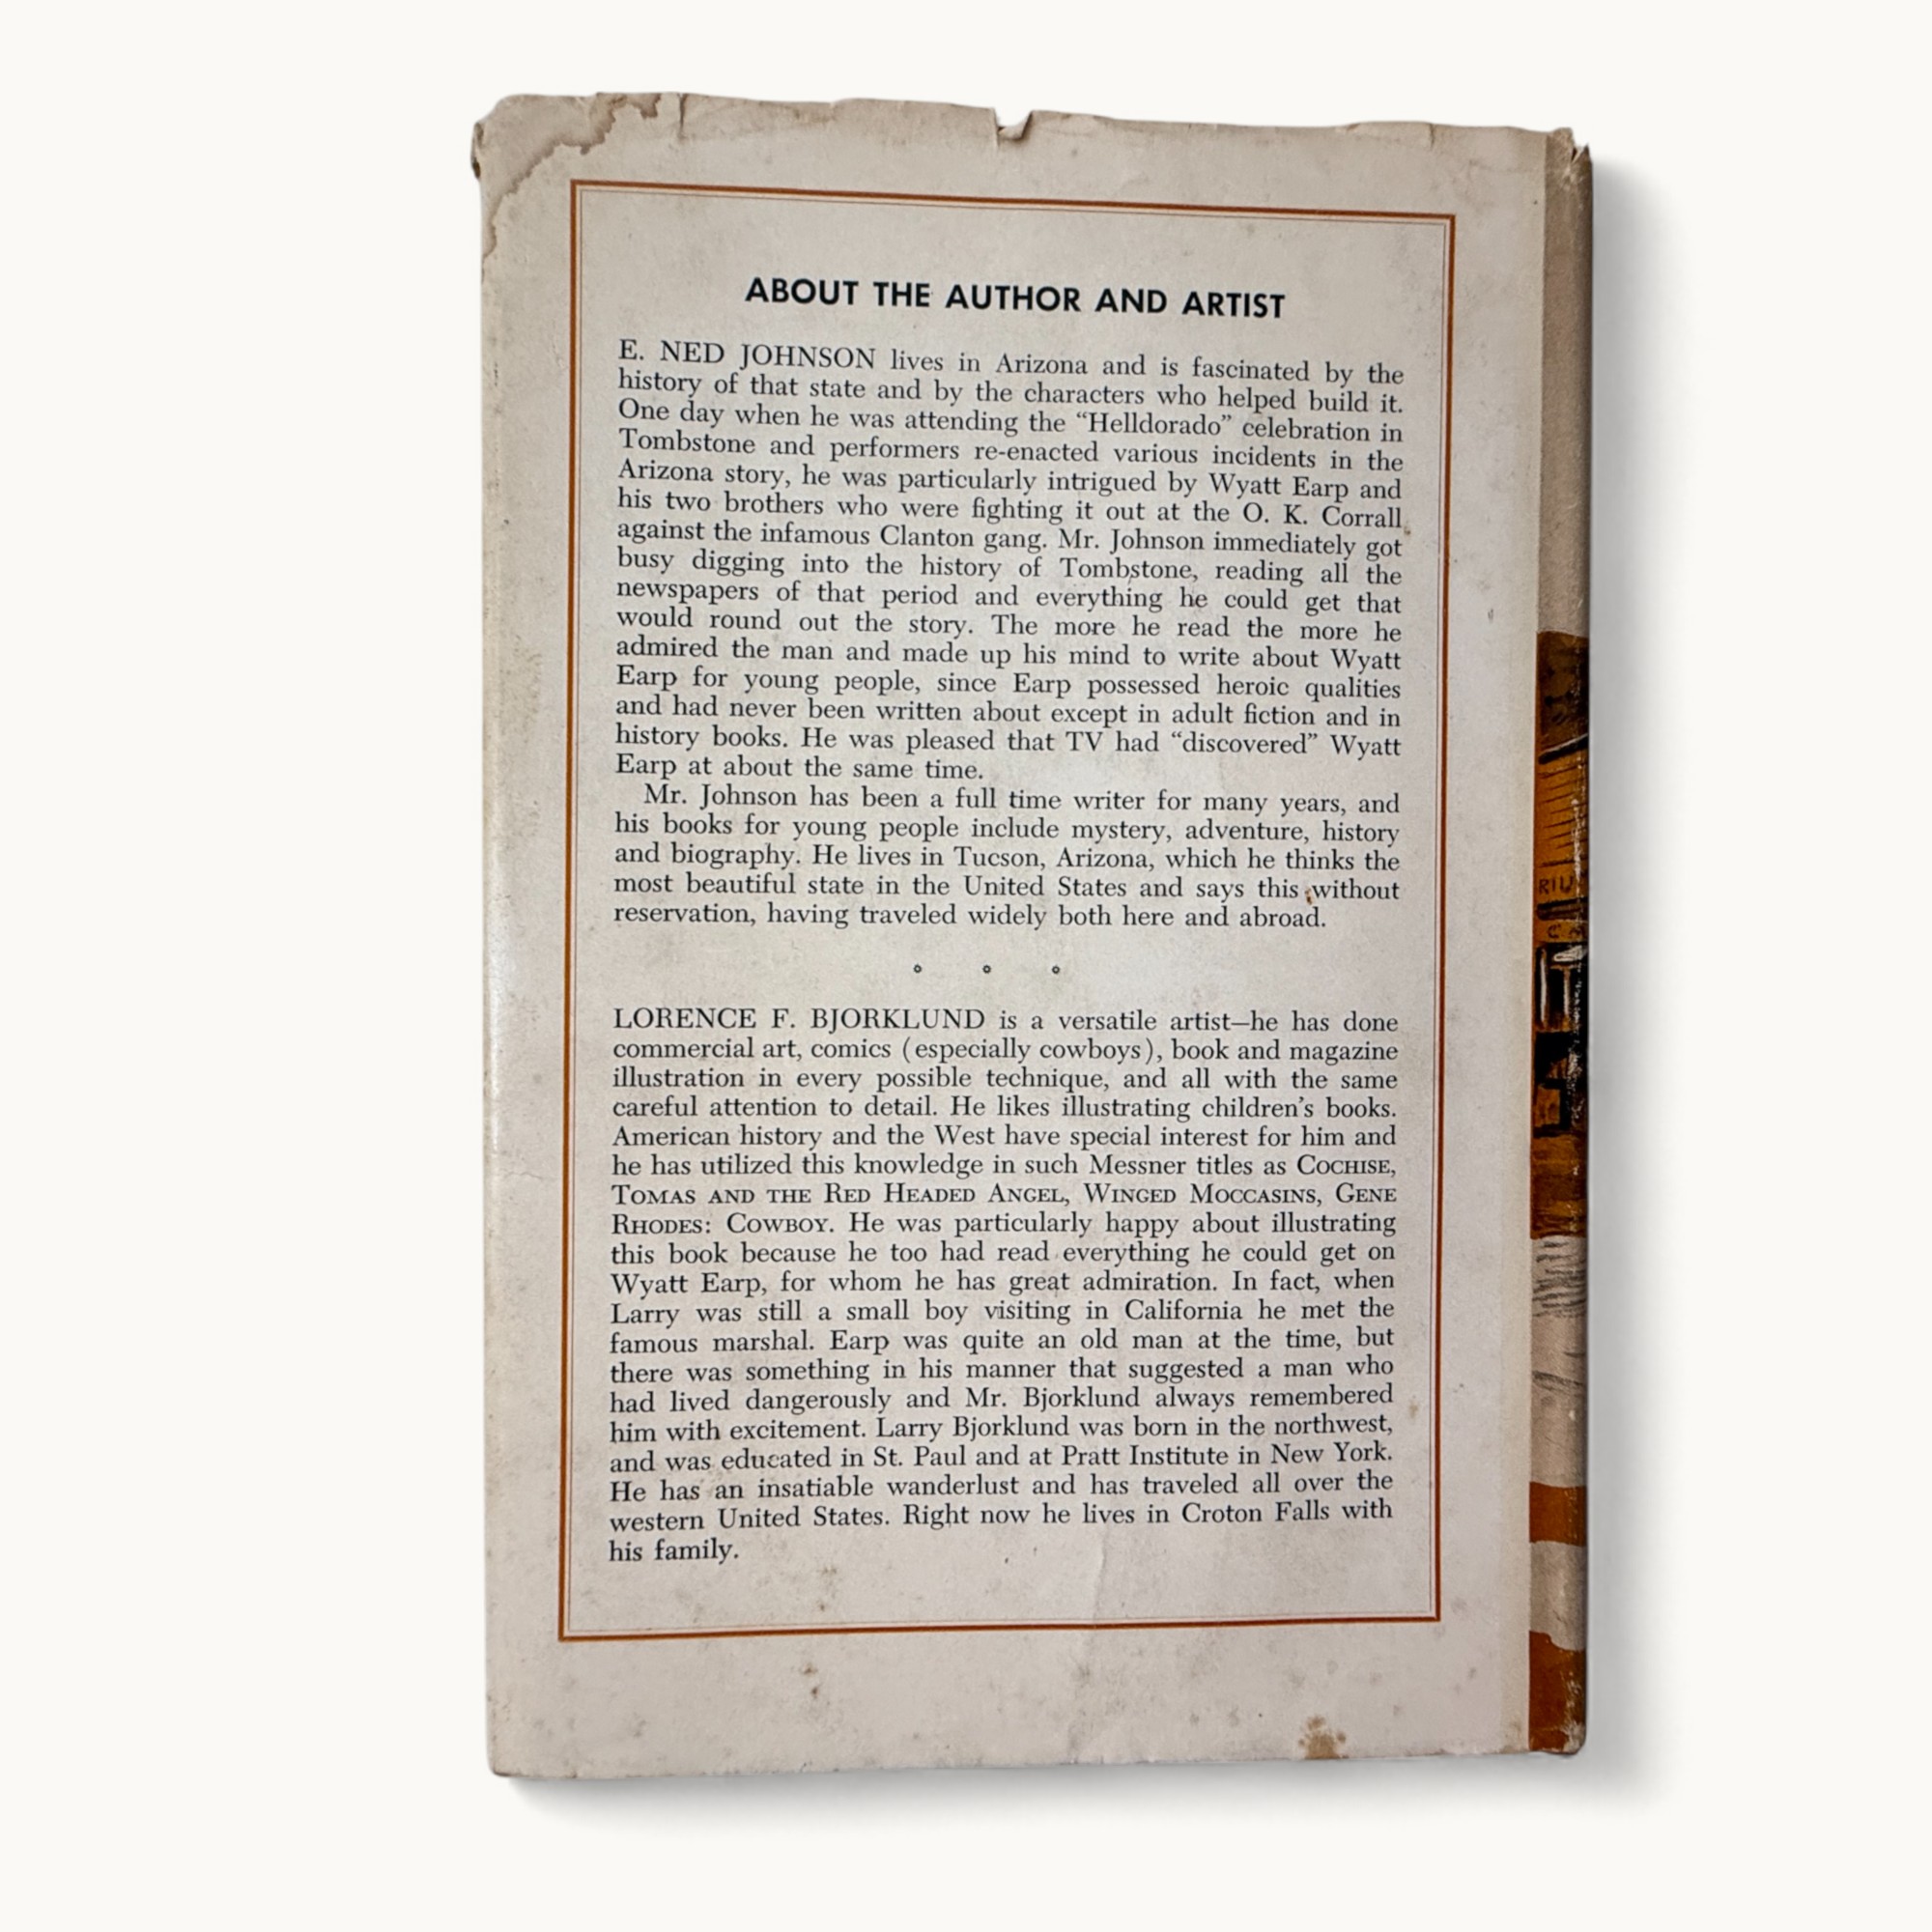 ABOUT THE AUTHOR AND ARTIST
E. NED JOHNSON lives in Arizona and is fascinated by the
history of that state and by the characters who helped build it.
One day when he was attending the “Helldorado” celebration in
Tombstone and performers re-enacted various incidents in the
Arizona story, he was particularly intrigued by Wyatt Earp and
his two brothers who were fighting it out at the O. K. Corrall
against the infamous Clanton gang. Mr. Johnson immediately got
busy digging into the history of Tombstone, reading all the
newspapers of that period and everything he could get that
would round out the story. The more he read the more he
admired the man and made up his mind to write about Wyatt
Earp for young people, since Earp possessed heroic qualities
and had never been written about except in adult fiction and in
history books. He was pleased that TV had “discovered” Wyatt
Earp at about the same time.
Mr. Johnson has been a full time writer for many years, and
his books for young people include mystery, adventure, history
and biography. He lives in Tucson, Arizona, which he thinks the
most beautiful state in the United States and says this without
reservation, having traveled widely both here and abroad.
LORENCE F. BJORKLUND is a versatile artist—he has done
commercial art, comics (especially cowboys), book and magazine
illustration in every possible technique, and all with the same
careful attention to detail. He likes illustrating children’s books.
American history and the West have special interest for him and
he has utilized this knowledge in such Messner titles as COCHISE,
TOMAS AND THE RED HEADED ANGEL, WINGED MOCCASINS, GENE
RHODES: COWBOY. He was particularly happy about illustrating
this book because he too had read everything he could get on
Wyatt Earp, for whom he has great admiration. In fact, when
Larry was still a small boy visiting in California he met the
famous marshal. Earp was quite an old man at the time, but
there was something in his manner that suggested a man who
had lived dangerously and Mr. Bjorklund always remembered
him with excitement. Larry Bjorklund was born in the northwest,
and was educated in St. Paul and at Pratt Institute in New York.
He has an insatiable wanderlust and has traveled all over the
western United States. Right now he lives in Croton Falls with
his family.